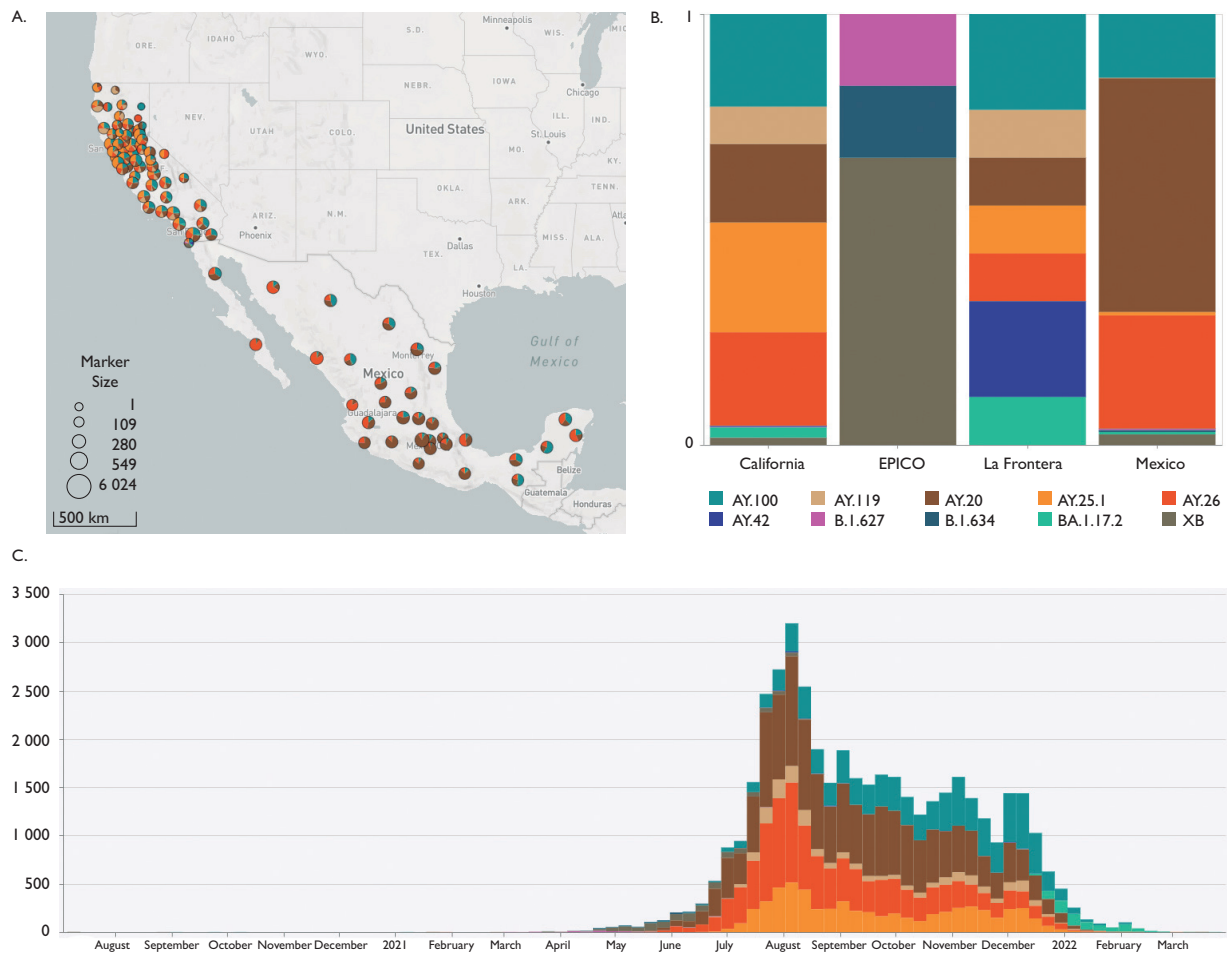 A.
B.
Minneapolis
ORE.
IDAHO
WYO.
S.D.
WIS.
IOWA
NEBR.
Chicago
NEV.
UTAH
COLO.
United States
ILL.
IND.
St. Louis
MO.
KY.
San
OKLA.
TENN.
ARIZ.
N.M.
ARK.
Atla
San
Phoenix
Dallas
MISS.
ALA.
TEX.
LA.
Houston
Gulf of
Mexico
Monterrey
Mexico
Guadalajara
Belize
Guatemala
Honduras
Marker
Size
1
109
280
549
6 024
500 km
1
0
California
EPICO
La Frontera
Mexico
AY.100
AY.119
AY.20
AY.25.1
AY.26
AY.42
B.1.627
B.1.634
BA.1.17.2
XB
C.
3 500
3 000
2 500
2 000
1 500
1 000
500
0
August
September
October
November
December
2021
February
March
April
May
June
July
August
September
October
November
December
2022
February
March